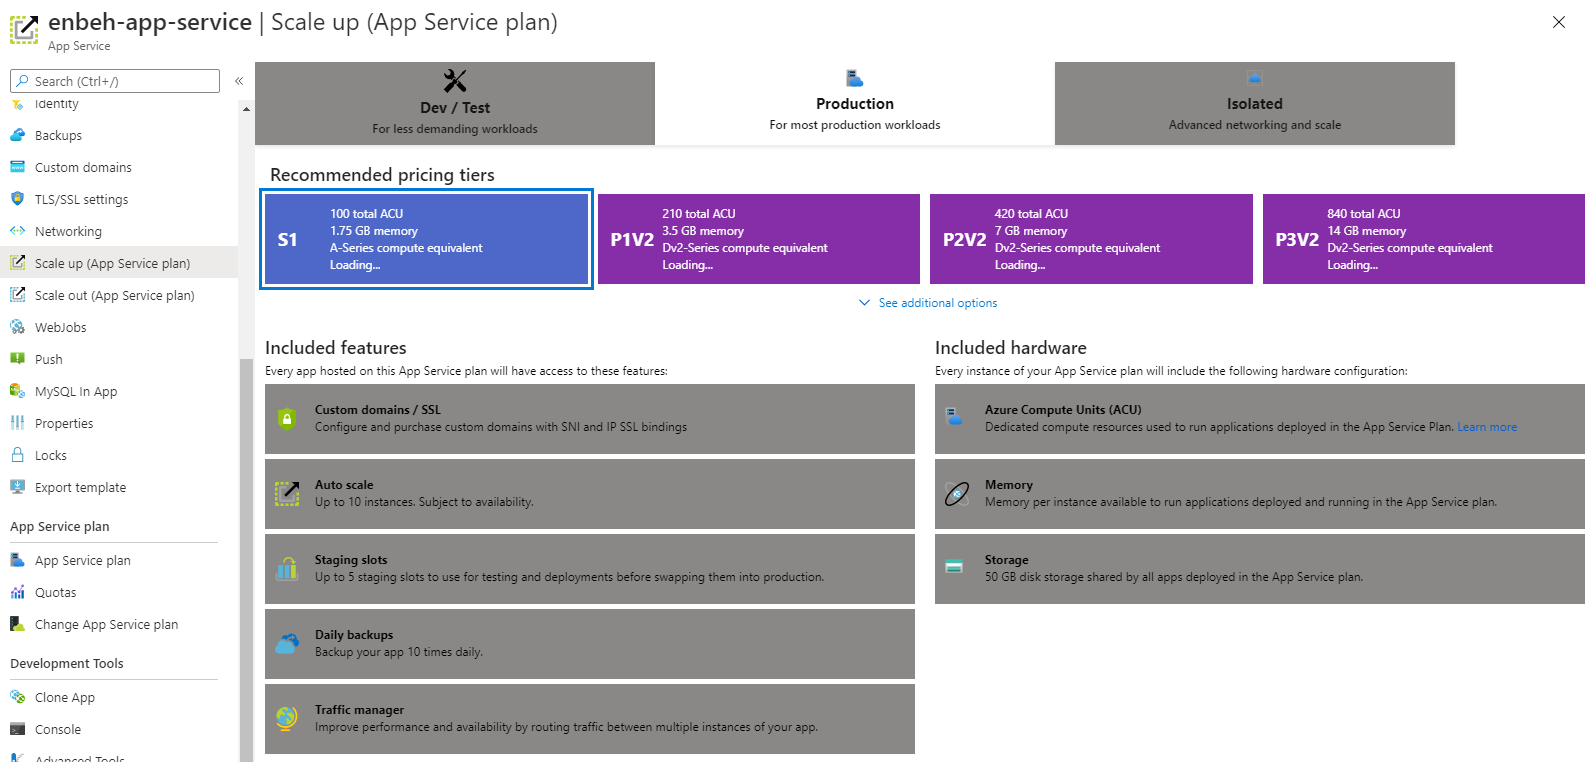 enbeh-app-service | Scale up (App Service plan)
App Service
Search (Ctrl+/)
«
Identity
Backups
Custom domains
TLS/SSL settings
Networking
Scale up (App Service plan)
Scale out (App Service plan)
WebJobs
Push
MySQL In App
Properties
Locks
Export template
App Service plan
App Service plan
Quotas
Change App Service plan
Development Tools
Clone App
Console
Advanced Tools
Dev / Test
For less demanding workloads
Production
For most production workloads
Isolated
Advanced networking and scale
Recommended pricing tiers
S1
100 total ACU
1.75 GB memory
A-Series compute equivalent
Loading...
P1V2
210 total ACU
3.5 GB memory
Dv2-Series compute equivalent
Loading...
P2V2
420 total ACU
7 GB memory
Dv2-Series compute equivalent
Loading...
P3V2
840 total ACU
14 GB memory
Dv2-Series compute equivalent
Loading...
See additional options
Included features
Every app hosted on this App Service plan will have access to these features:
Custom domains / SSL
Configure and purchase custom domains with SNI and IP SSL bindings
Auto scale
Up to 10 instances. Subject to availability.
Staging slots
Up to 5 staging slots to use for testing and deployments before swapping them into production.
Daily backups
Backup your app 10 times daily.
Traffic manager
Improve performance and availability by routing traffic between multiple instances of your app.
Included hardware
Every instance of your App Service plan will include the following hardware configuration:
Azure Compute Units (ACU)
Dedicated compute resources used to run applications deployed in the App Service Plan. Learn more
Memory
Memory per instance available to run applications deployed and running in the App Service plan.
Storage
50 GB disk storage shared by all apps deployed in the App Service plan.